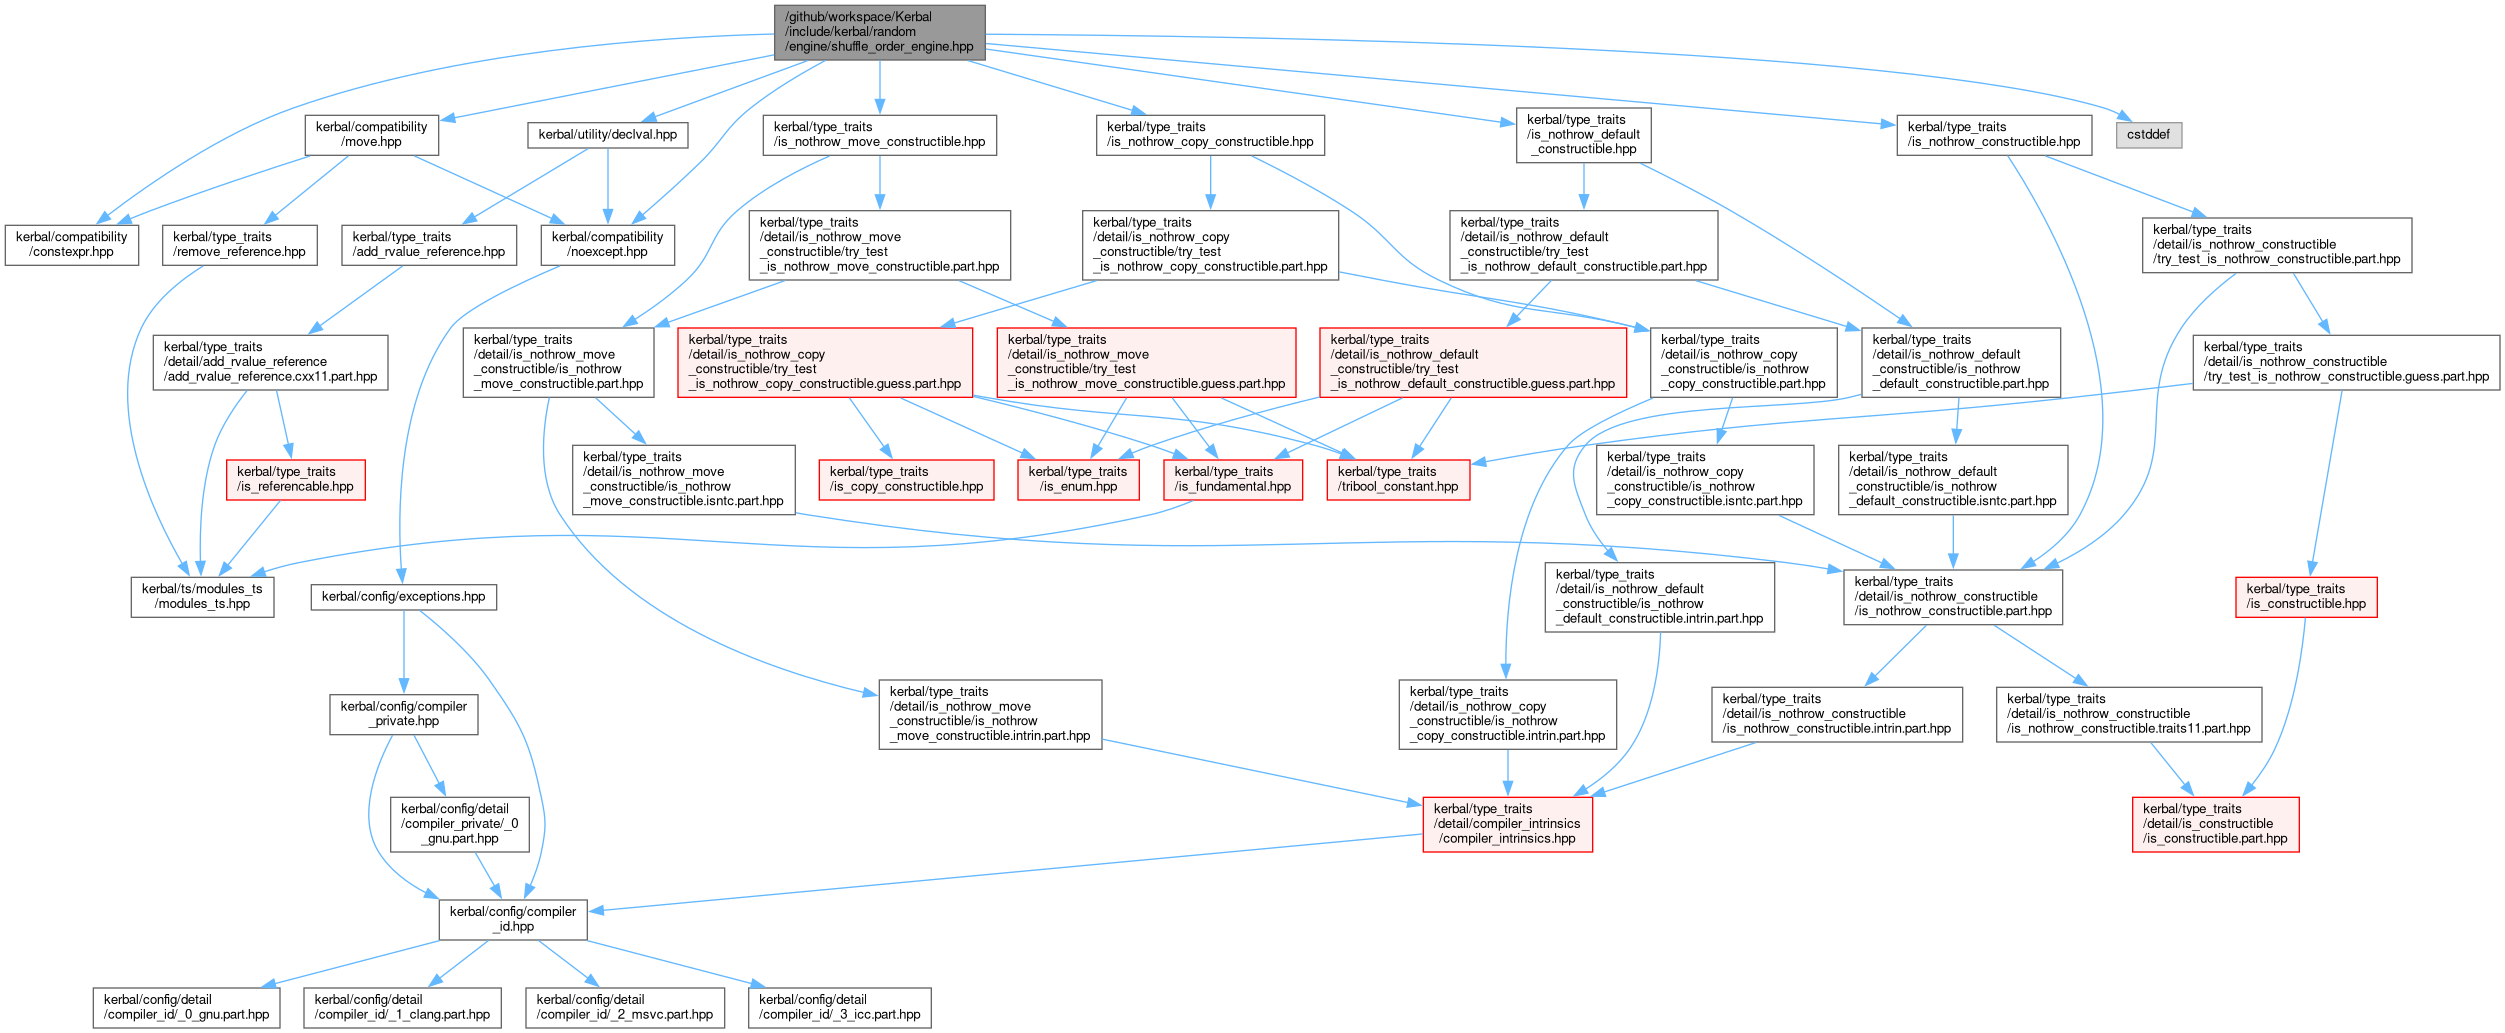 /github/workspace/Kerbal
/include/kerbal/random
/engine/shuffle_order_engine.hpp
kerbal/compatibility
/move.hpp
kerbal/utility/declval.hpp
kerbal/type_traits
/is_nothrow_move_constructible.hpp
kerbal/type_traits
/is_nothrow_copy_constructible.hpp
kerbal/type_traits
/is_nothrow_default
_constructible.hpp
kerbal/type_traits
/is_nothrow_constructible.hpp
cstddef
kerbal/compatibility
/constexpr.hpp
kerbal/type_traits
/remove_reference.hpp
kerbal/type_traits
/add_rvalue_reference.hpp
kerbal/compatibility
/noexcept.hpp
kerbal/type_traits
/detail/is_nothrow_move
_constructible/try_test
_is_nothrow_move_constructible.part.hpp
kerbal/type_traits
/detail/is_nothrow_copy
_constructible/try_test
_is_nothrow_copy_constructible.part.hpp
kerbal/type_traits
/detail/is_nothrow_default
_constructible/try_test
_is_nothrow_default_constructible.part.hpp
kerbal/type_traits
/detail/is_nothrow_constructible
/try_test_is_nothrow_constructible.part.hpp
kerbal/type_traits
/detail/add_rvalue_reference
/add_rvalue_reference.cxx11.part.hpp
kerbal/type_traits
/detail/is_nothrow_move
_constructible/is_nothrow
_move_constructible.part.hpp
kerbal/type_traits
/detail/is_nothrow_copy
_constructible/try_test
_is_nothrow_copy_constructible.guess.part.hpp
kerbal/type_traits
/detail/is_nothrow_move
_constructible/try_test
_is_nothrow_move_constructible.guess.part.hpp
kerbal/type_traits
/detail/is_nothrow_default
_constructible/try_test
_is_nothrow_default_constructible.guess.part.hpp
kerbal/type_traits
/detail/is_nothrow_copy
_constructible/is_nothrow
_copy_constructible.part.hpp
kerbal/type_traits
/detail/is_nothrow_default
_constructible/is_nothrow
_default_constructible.part.hpp
kerbal/type_traits
/detail/is_nothrow_constructible
/try_test_is_nothrow_constructible.guess.part.hpp
kerbal/type_traits
/is_referencable.hpp
kerbal/type_traits
/detail/is_nothrow_move
_constructible/is_nothrow
_move_constructible.isntc.part.hpp
kerbal/type_traits
/is_copy_constructible.hpp
kerbal/type_traits
/is_enum.hpp
kerbal/type_traits
/is_fundamental.hpp
kerbal/type_traits
/tribool_constant.hpp
kerbal/type_traits
/detail/is_nothrow_copy
_constructible/is_nothrow
_copy_constructible.isntc.part.hpp
kerbal/type_traits
/detail/is_nothrow_default
_constructible/is_nothrow
_default_constructible.isntc.part.hpp
kerbal/ts/modules_ts
/modules_ts.hpp
kerbal/config/exceptions.hpp
kerbal/type_traits
/detail/is_nothrow_default
_constructible/is_nothrow
_default_constructible.intrin.part.hpp
kerbal/type_traits
/detail/is_nothrow_constructible
/is_nothrow_constructible.part.hpp
kerbal/type_traits
/is_constructible.hpp
kerbal/config/compiler
_private.hpp
kerbal/type_traits
/detail/is_nothrow_move
_constructible/is_nothrow
_move_constructible.intrin.part.hpp
kerbal/type_traits
/detail/is_nothrow_copy
_constructible/is_nothrow
_copy_constructible.intrin.part.hpp
kerbal/type_traits
/detail/is_nothrow_constructible
/is_nothrow_constructible.intrin.part.hpp
kerbal/type_traits
/detail/is_nothrow_constructible
/is_nothrow_constructible.traits11.part.hpp
kerbal/config/detail
/compiler_private/_0
_gnu.part.hpp
kerbal/type_traits
/detail/compiler_intrinsics
/compiler_intrinsics.hpp
kerbal/type_traits
/detail/is_constructible
/is_constructible.part.hpp
kerbal/config/compiler
_id.hpp
kerbal/config/detail
/compiler_id/_0_gnu.part.hpp
kerbal/config/detail
/compiler_id/_1_clang.part.hpp
kerbal/config/detail
/compiler_id/_2_msvc.part.hpp
kerbal/config/detail
/compiler_id/_3_icc.part.hpp